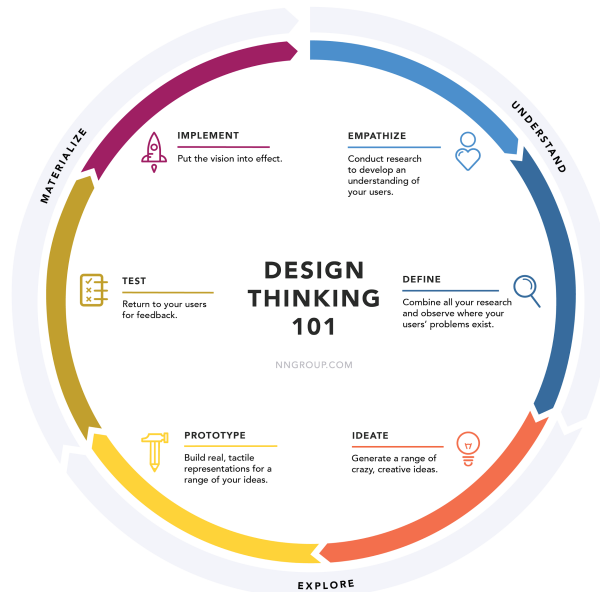 DESIGN
THINKING
101
NNGROUP.COM
UNDERSTAND
EMPATHIZE
Conduct research
to develop an
understanding of
your users.
DEFINE
Combine all your research
and observe where your
users’ problems exist.
EXPLORE
IDEATE
Generate a range of
crazy, creative ideas.
PROTOTYPE
Build real, tactile
representations for a
range of your ideas.
MATERIALIZE
TEST
Return to your users
for feedback.
IMPLEMENT
Put the vision into effect.